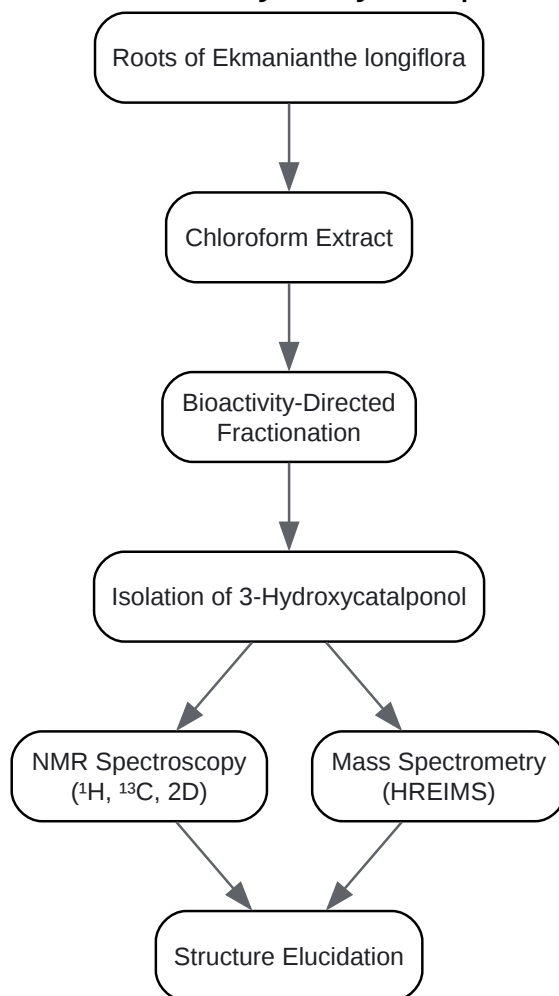 Roots of Ekmanianthe longiflora
Chloroform Extract
Bioactivity-Directed
Fractionation
Isolation of 3-Hydroxycatalponol
NMR Spectroscopy
(¹H, ¹³C, 2D)
Mass Spectrometry
(HREIMS)
Structure Elucidation